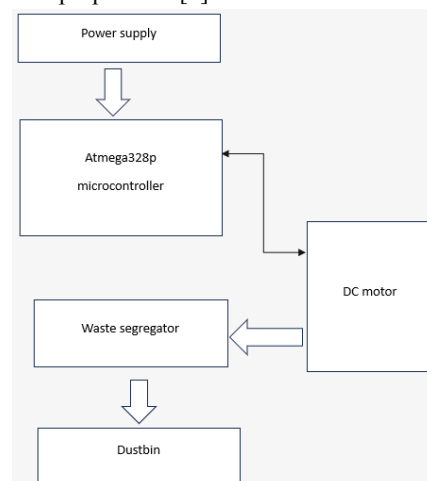 Power supply
Atmega328p
microcontroller
DC motor
Waste segregator
Dustbin